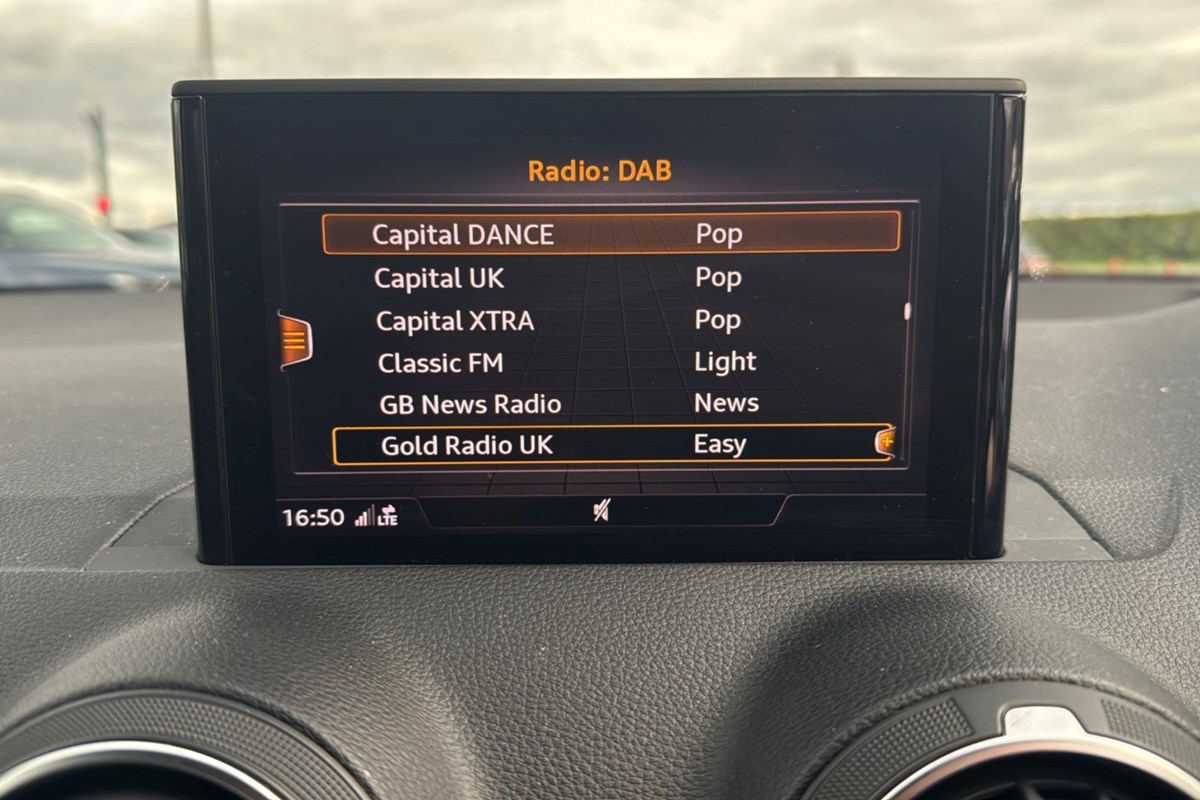 Radio: DAB
Capital DANCE Pop
Capital UK Pop
Capital XTRA Pop
Classic FM Light
GB News Radio News
Gold Radio UK Easy
16:50 LTE